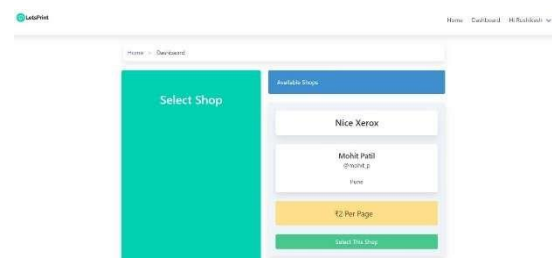 LetsPrint
Home Dashboard Hi Rushikesh
Home > Dashboard
Select Shop
Available Shops
Nice Xerox
Mohit Patil
@mohit_p
Pune
₹2 Per Page
Select This Shop